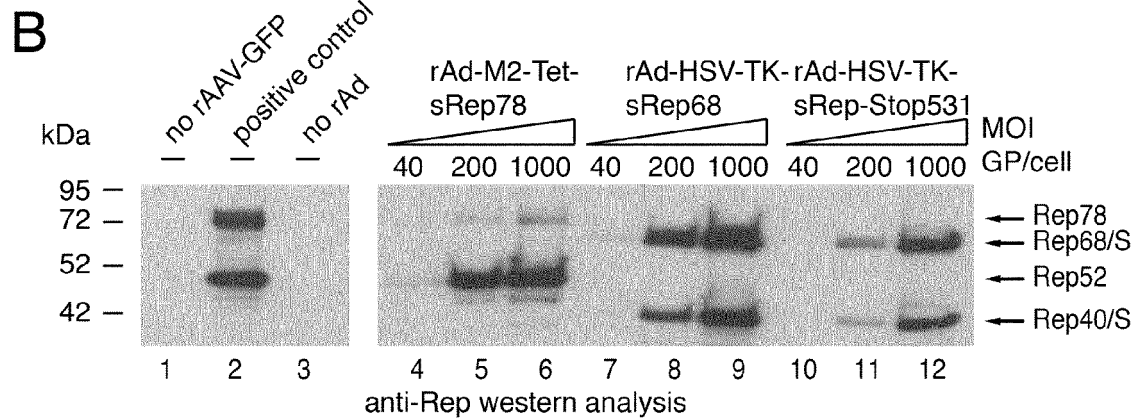 B
no rAAV-GFP
positive control
no rAd
rAd-M2-Tet-
sRep78
rAd-HSV-TK-
sRep68
rAd-HSV-TK-
sRep-Stop531
kDa
MOI
40 200 1000 40 200 1000 40 200 1000 GP/cell
95
72
52
42
Rep78
Rep68/S
Rep52
Rep40/S
1 2 3 4 5 6 7 8 9 10 11 12
anti-Rep western analysis